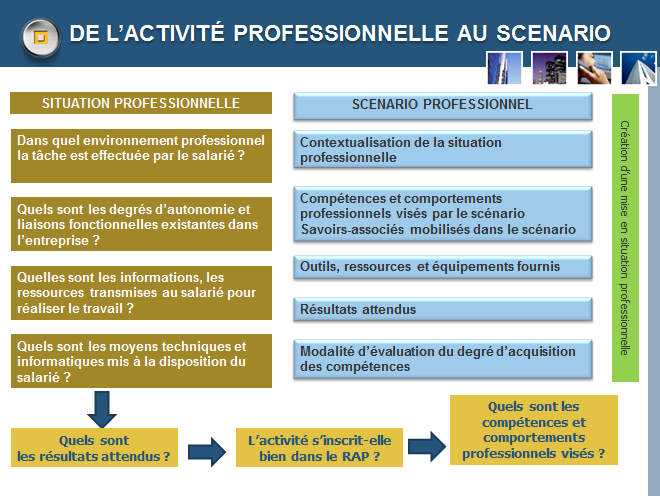 DE L’ACTIVITÉ PROFESSIONNELLE AU SCENARIO
SITUATION PROFESSIONNELLE
Dans quel environnement professionnel
la tâche est effectuée par le salarié ?
Quels sont les degrés d’autonomie et
liaisons fonctionnelles existantes dans
l’entreprise ?
Quelles sont les informations, les
ressources transmises au salarié pour
réaliser le travail ?
Quels sont les moyens techniques et
informatiques mis à la disposition du
salarié ?
SCENARIO PROFESSIONNEL
Contextualisation de la situation
professionnelle
Compétences et comportements
professionnels visés par le scénario
Savoirs-associés mobilisés dans le scénario
Outils, ressources et équipements fournis
Résultats attendus
Modalité d’évaluation du degré d’acquisition
des compétences
Création d’une mise en situation professionnelle
Quels sont
les résultats attendus ?
L’activité s’inscrit-elle
bien dans le RAP ?
Quels sont les
compétences et
comportements
professionnels visés ?